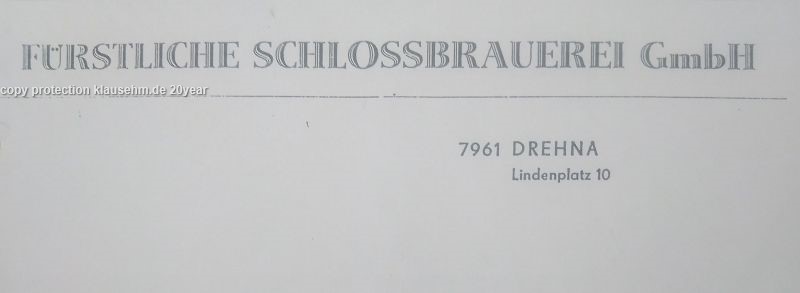 FÜRSTLICHE SCHLOSSBRAUEREI GmbH
copy protection klausehm.de 20year
7961 DREHNA
Lindenplatz 10